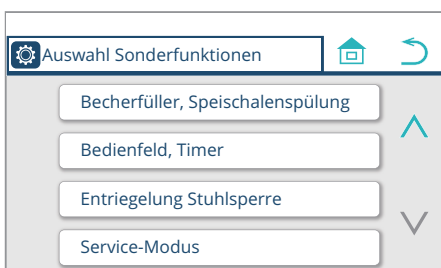 Auswahl Sonderfunktionen
Becherfüller, Speischalenspülung
Bedienfeld, Timer
Entriegelung Stuhlsperre
Service-Modus